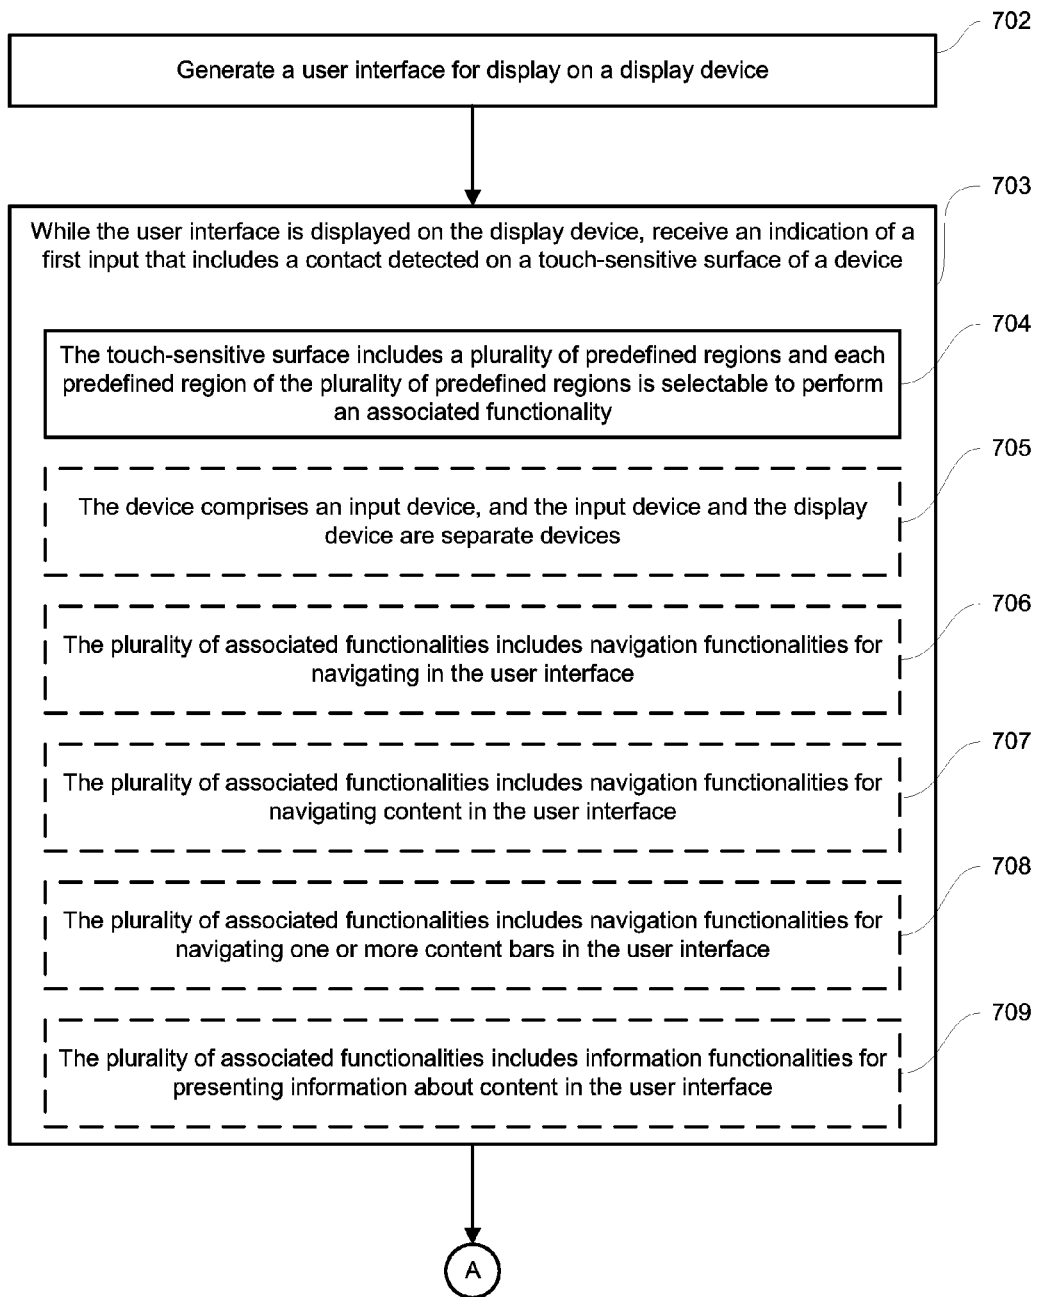 702
Generate a user interface for display on a display device
703
While the user interface is displayed on the display device, receive an indication of a
first input that includes a contact detected on a touch-sensitive surface of a device
704
The touch-sensitive surface includes a plurality of predefined regions and each
predefined region of the plurality of predefined regions is selectable to perform
an associated functionality
705
The device comprises an input device, and the input device and the display
device are separate devices
706
The plurality of associated functionalities includes navigation functionalities for
navigating in the user interface
707
The plurality of associated functionalities includes navigation functionalities for
navigating content in the user interface
708
The plurality of associated functionalities includes navigation functionalities for
navigating one or more content bars in the user interface
709
The plurality of associated functionalities includes information functionalities for
presenting information about content in the user interface
A